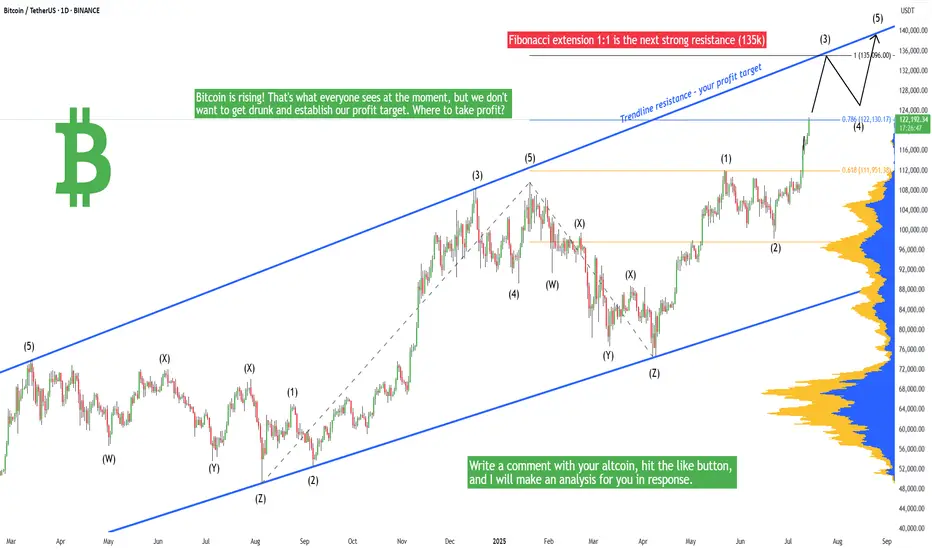 Bitcoin / TetherUS · 1D · BINANCE
USDT
(5)
140,000.00
Fibonacci extension 1:1 is the next strong resistance (135k)
(3)
136,000.00
1 (135,096.00)
132,000.00
Trendline resistance - your profit target
128,000.00
Bitcoin is rising! That's what everyone sees at the moment, but we don't
want to get drunk and establish our profit target. Where to take profit?
124,000.00
0.786 (122,130.17)
122,192.34
17:26:47
(4)
116,000.00
(5)
(1)
112,000.00
0.618 (111,951.38)
(3)
108,000.00
104,000.00
(X)
100,000.00
(2)
96,000.00
(4)
(W)
92,000.00
(X)
88,000.00
84,000.00
80,000.00
(Y)
76,000.00
(5)
(X)
(X)
(Z)
72,000.00
(1)
68,000.00
64,000.00
60,000.00
(W)
(Y)
56,000.00
(Z)
(2)
52,000.00
Write a comment with your altcoin, hit the like button,
and I will make an analysis for you in response.
48,000.00
44,000.00
40,000.00
Mar Apr May Jun Jul Aug Sep Oct Nov Dec 2025 Feb Mar Apr May Jun Jul Aug Sep